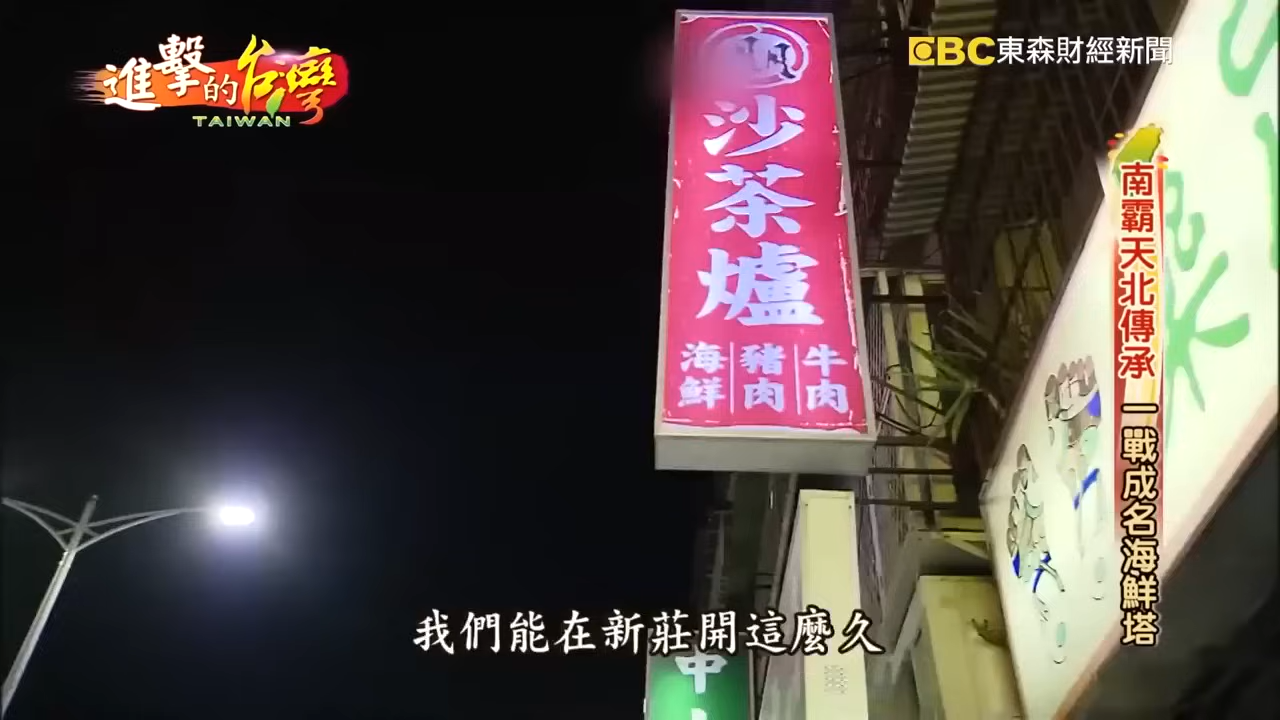 進擊的台灣
TAIWAN
EBC東森財經新聞
沙茶爐
牛肉
豬肉
海鮮
南霸天北傳承 一戰成名海鮮塔
我們能在新莊開這麼久
中